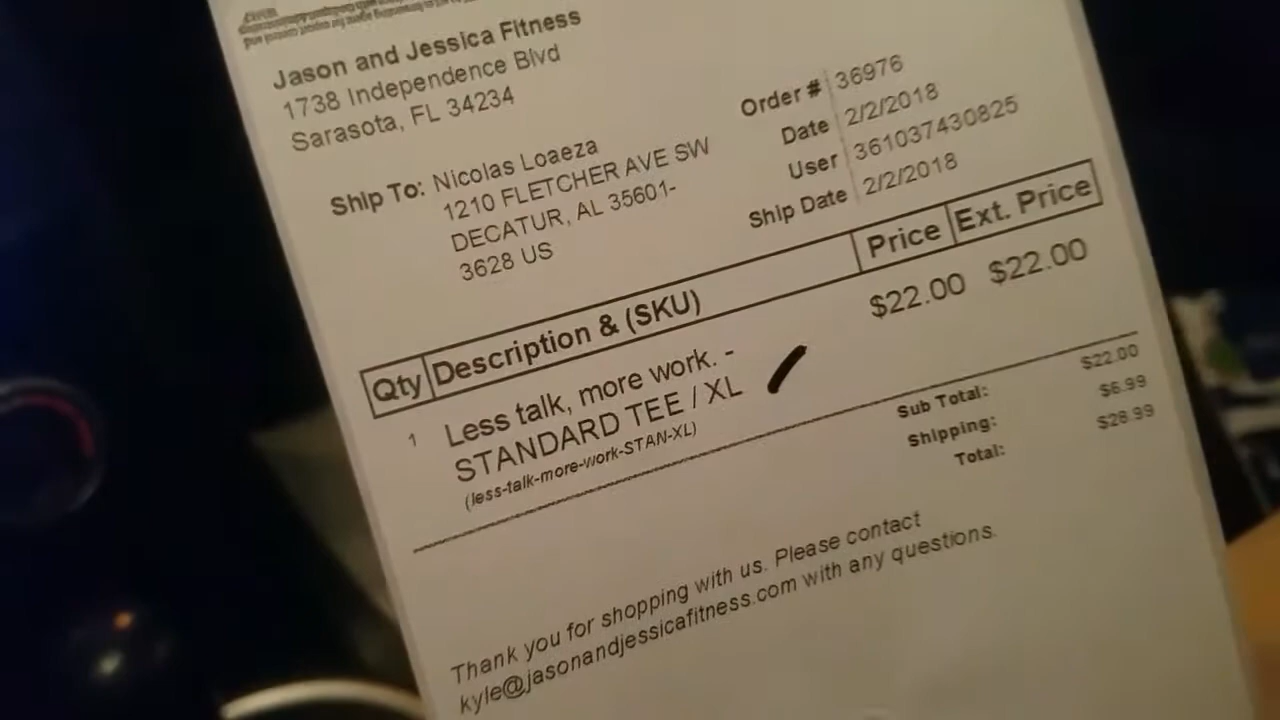 Jason and Jessica Fitness
1738 Independence Blvd
Sarasota, FL 34234
Order # 36976
Date 2/2/2018
User 361037430825
Ship Date 2/2/2018
Ship To: Nicolas Loaeza
1210 FLETCHER AVE SW
DECATUR, AL 35601-
3628 US
Qty Description & (SKU) Price Ext. Price
1 Less talk, more work. - $22.00 $22.00
STANDARD TEE / XL
(less-talk-more-work-STAN-XL)
Sub Total: $22.00
Shipping: $6.99
Total: $28.99
Thank you for shopping with us. Please contact
kyle@jasonandjessicafitness.com with any questions.